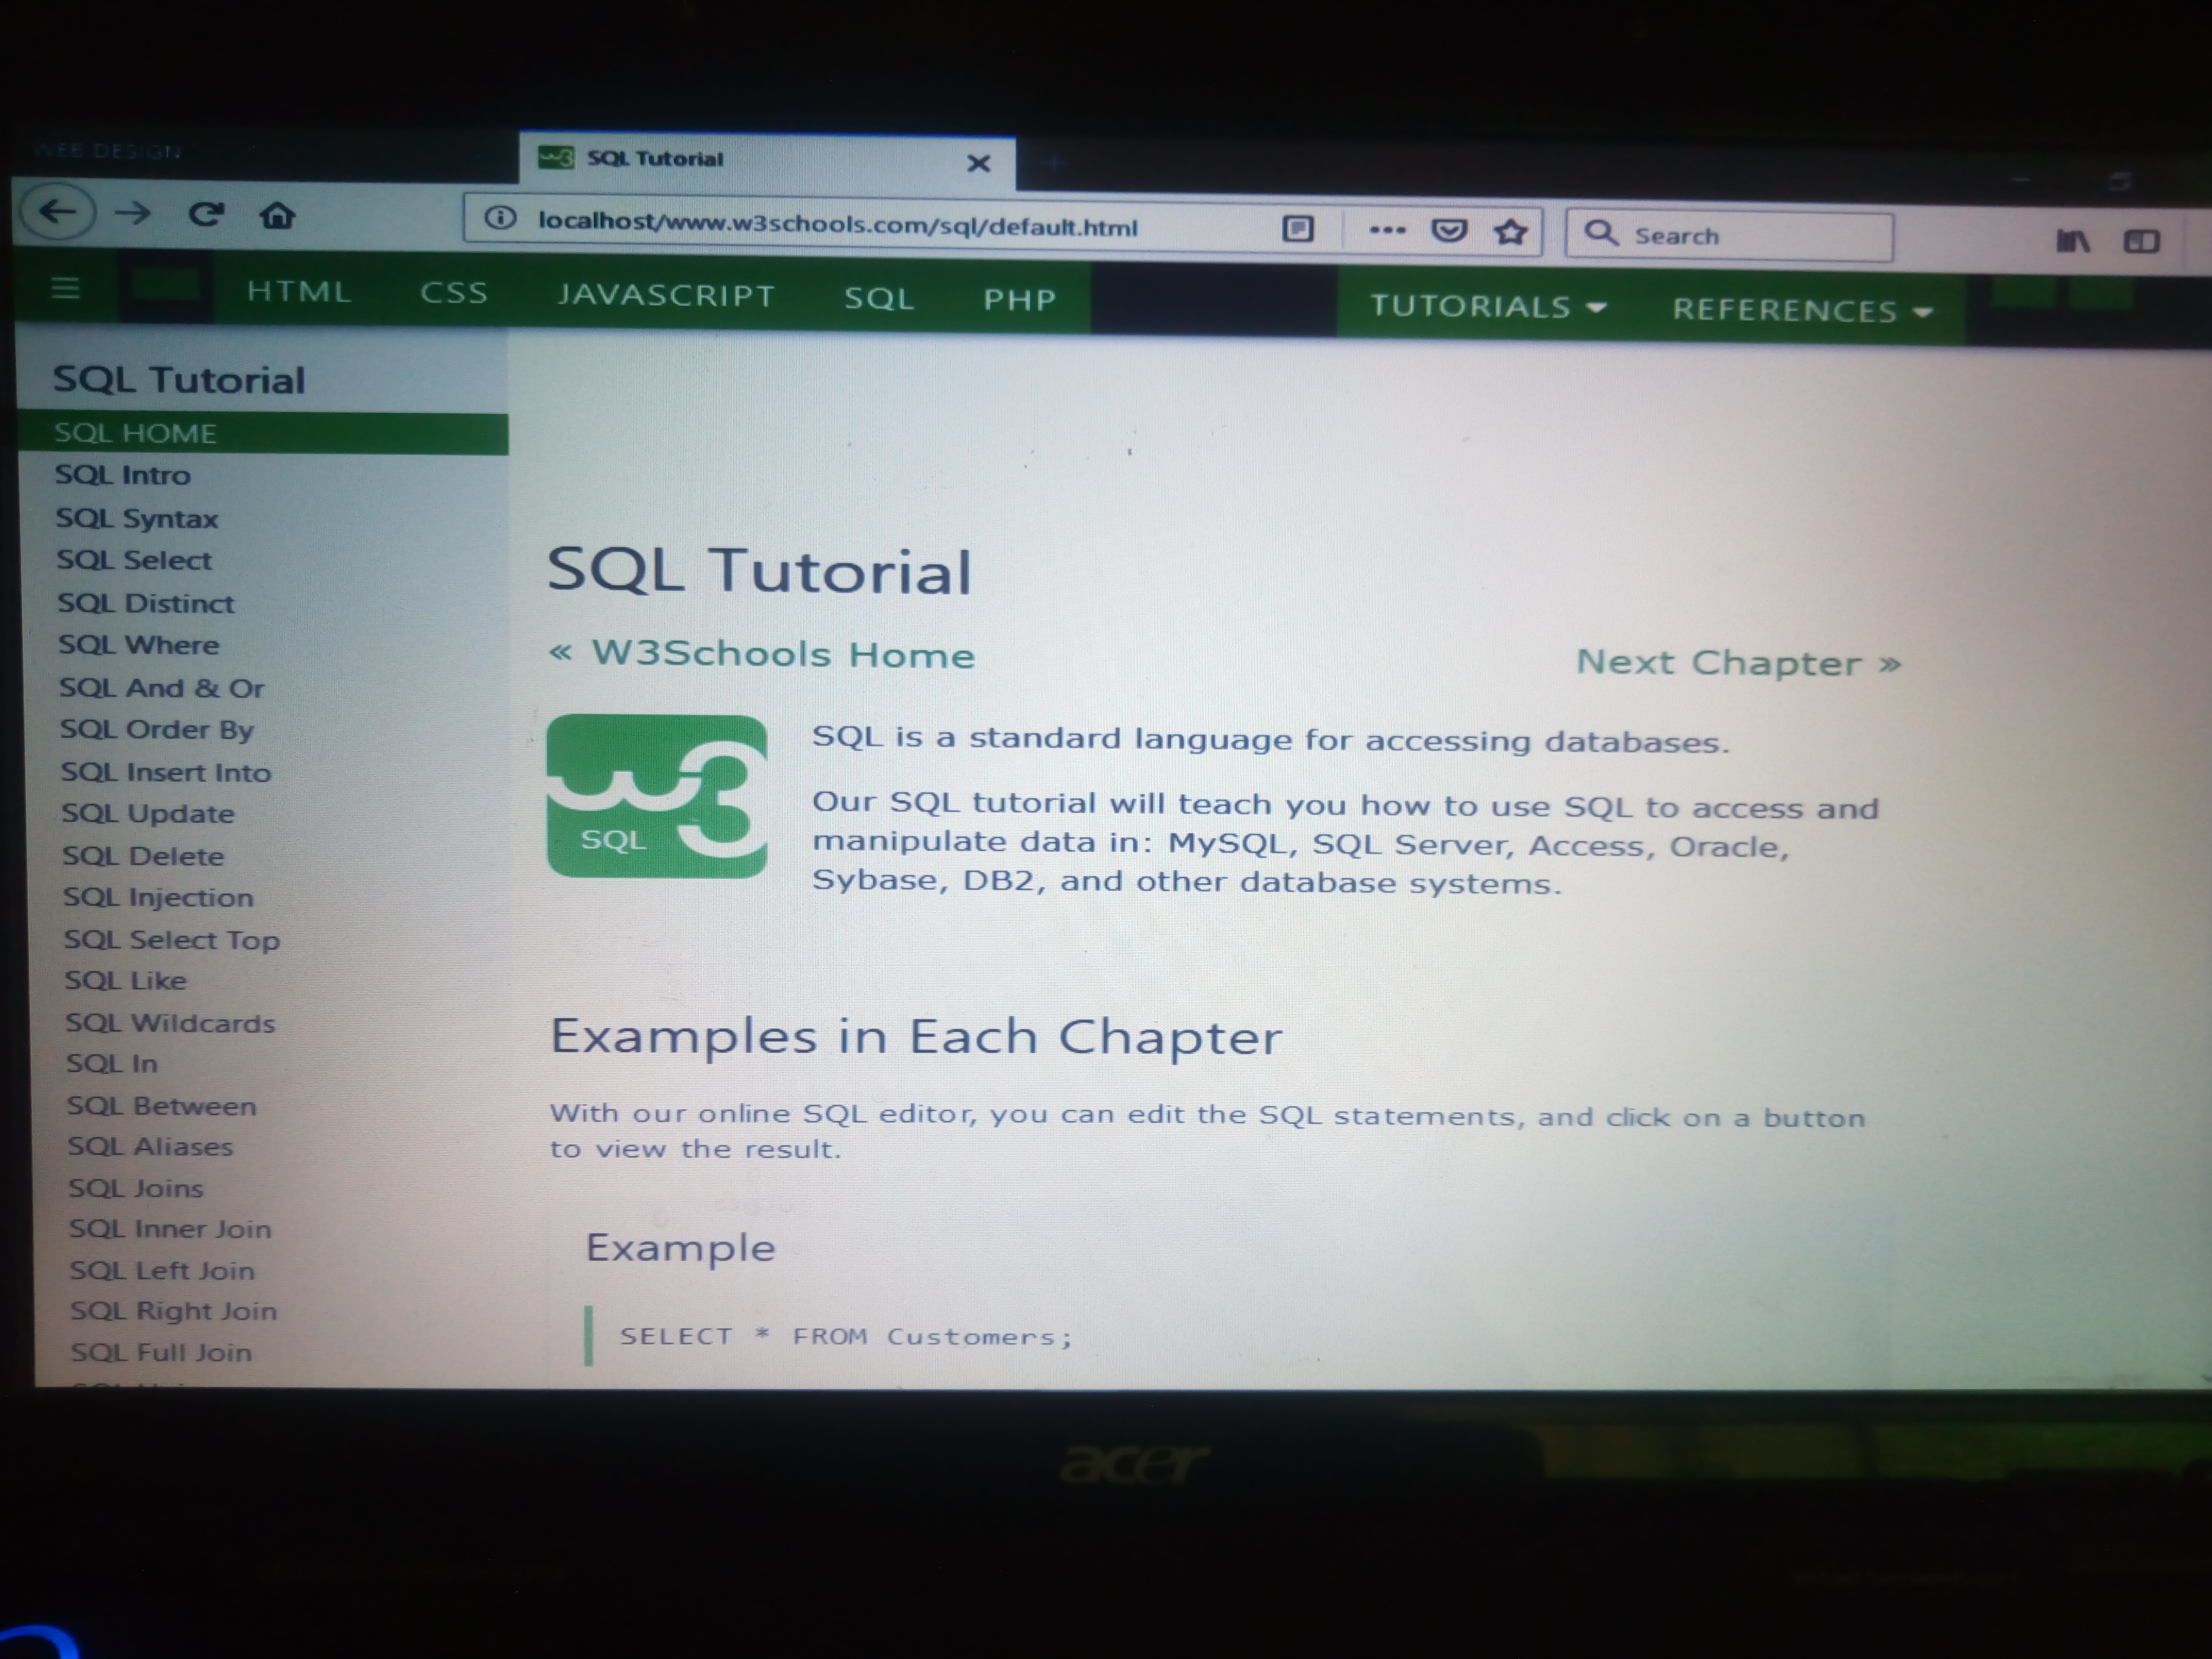 WEB DESIGN
SQL Tutorial
localhost/www.w3schools.com/sql/default.html
Search
HTML CSS JAVASCRIPT SQL PHP TUTORIALS REFERENCES
SQL Tutorial
SQL HOME
SQL Intro
SQL Syntax
SQL Select
SQL Distinct
SQL Where
SQL And & Or
SQL Order By
SQL Insert Into
SQL Update
SQL Delete
SQL Injection
SQL Select Top
SQL Like
SQL Wildcards
SQL In
SQL Between
SQL Aliases
SQL Joins
SQL Inner Join
SQL Left Join
SQL Right Join
SQL Full Join
SQL Tutorial
« W3Schools Home
Next Chapter »
w3
SQL
SQL is a standard language for accessing databases.
Our SQL tutorial will teach you how to use SQL to access and
manipulate data in: MySQL, SQL Server, Access, Oracle,
Sybase, DB2, and other database systems.
Examples in Each Chapter
With our online SQL editor, you can edit the SQL statements, and click on a button
to view the result.
Example
SELECT * FROM Customers;
acer